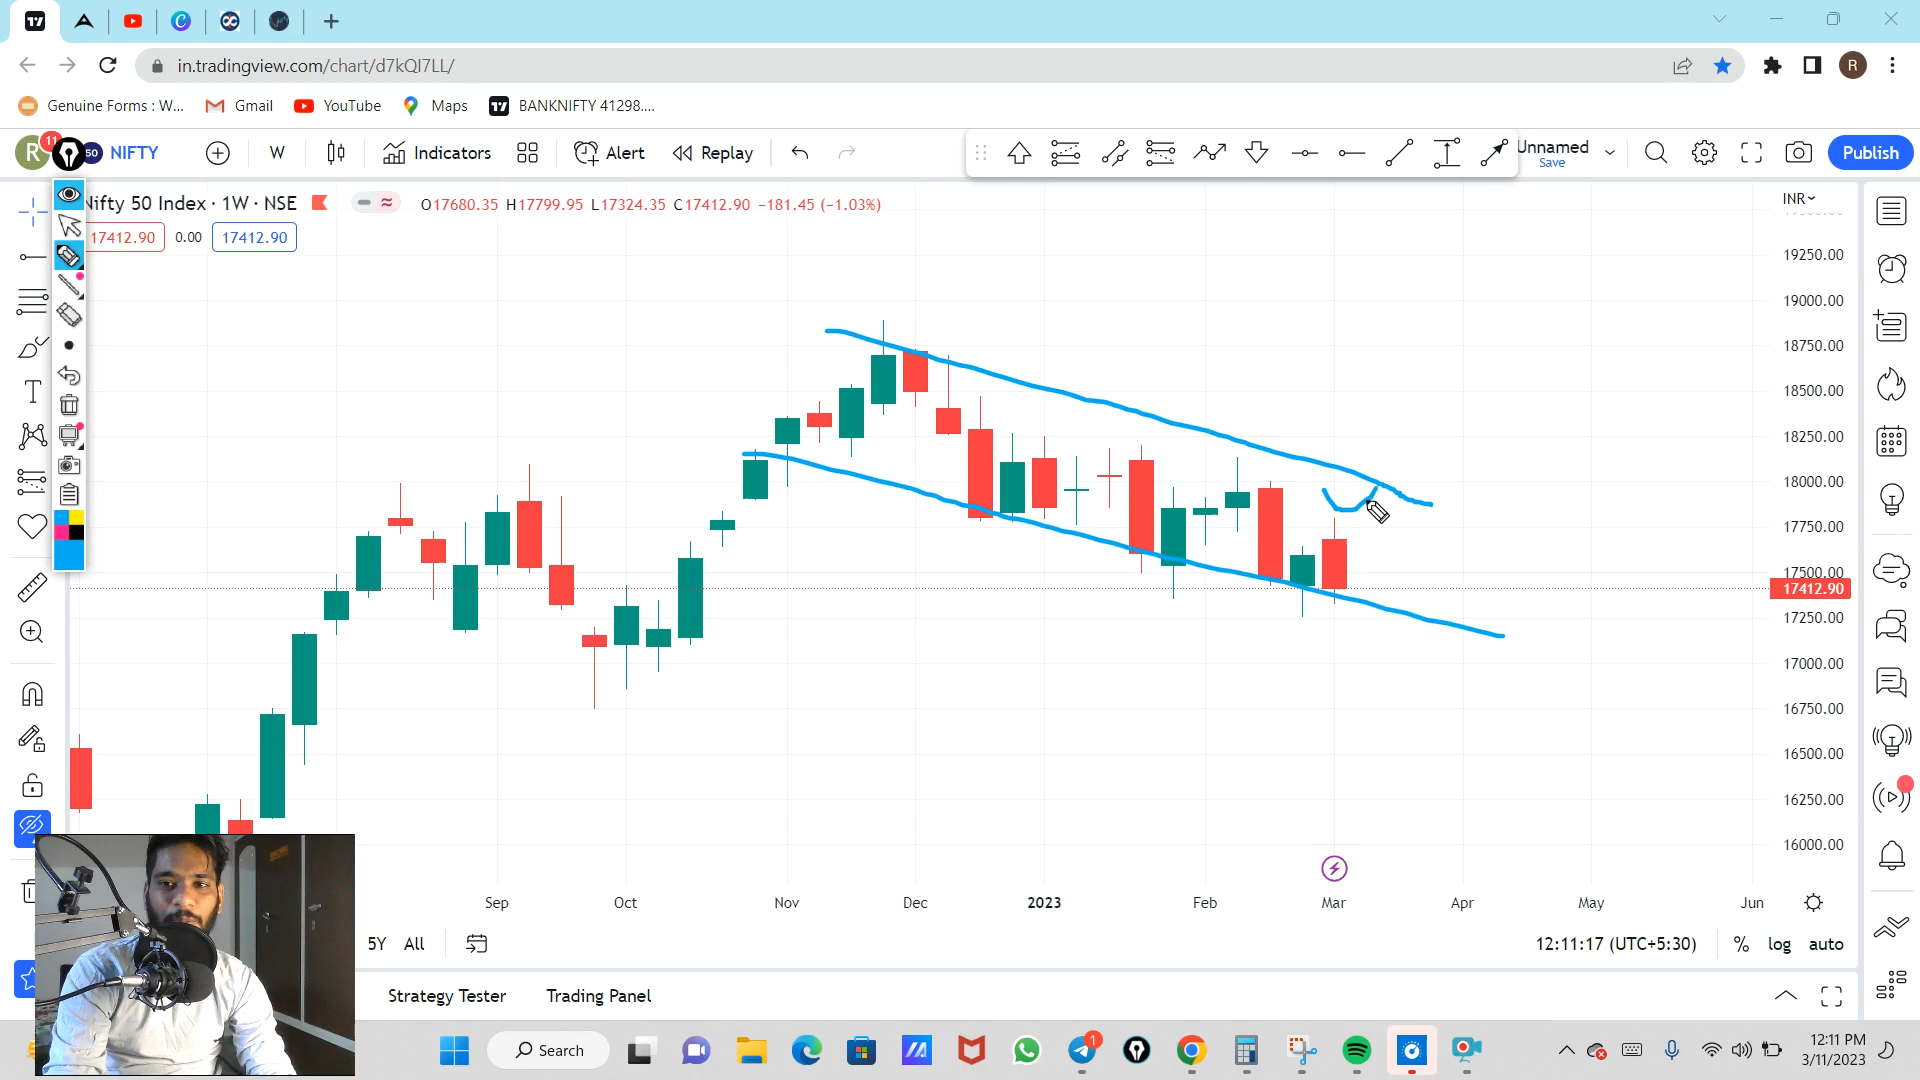 in.tradingview.com/chart/d7kQI7LL/
R
Genuine Forms : W...
Gmail
YouTube
Maps
BANKNIFTY 41298....
R
11
50
NIFTY
W
Indicators
Alert
Replay
Unnamed
Save
Publish
Nifty 50 Index · 1W · NSE
O17680.35 H17799.95 L17324.35 C17412.90 −181.45 (−1.03%)
INR
17412.90
0.00
17412.90
19250.00
19000.00
18750.00
18500.00
18250.00
18000.00
17750.00
17500.00
17412.90
17250.00
17000.00
16750.00
16500.00
16250.00
16000.00
Sep
Oct
Nov
Dec
2023
Feb
Mar
Apr
May
Jun
5Y
All
12:11:17 (UTC+5:30)
%
log
auto
Strategy Tester
Trading Panel
Search
1
12:11 PM
3/11/2023